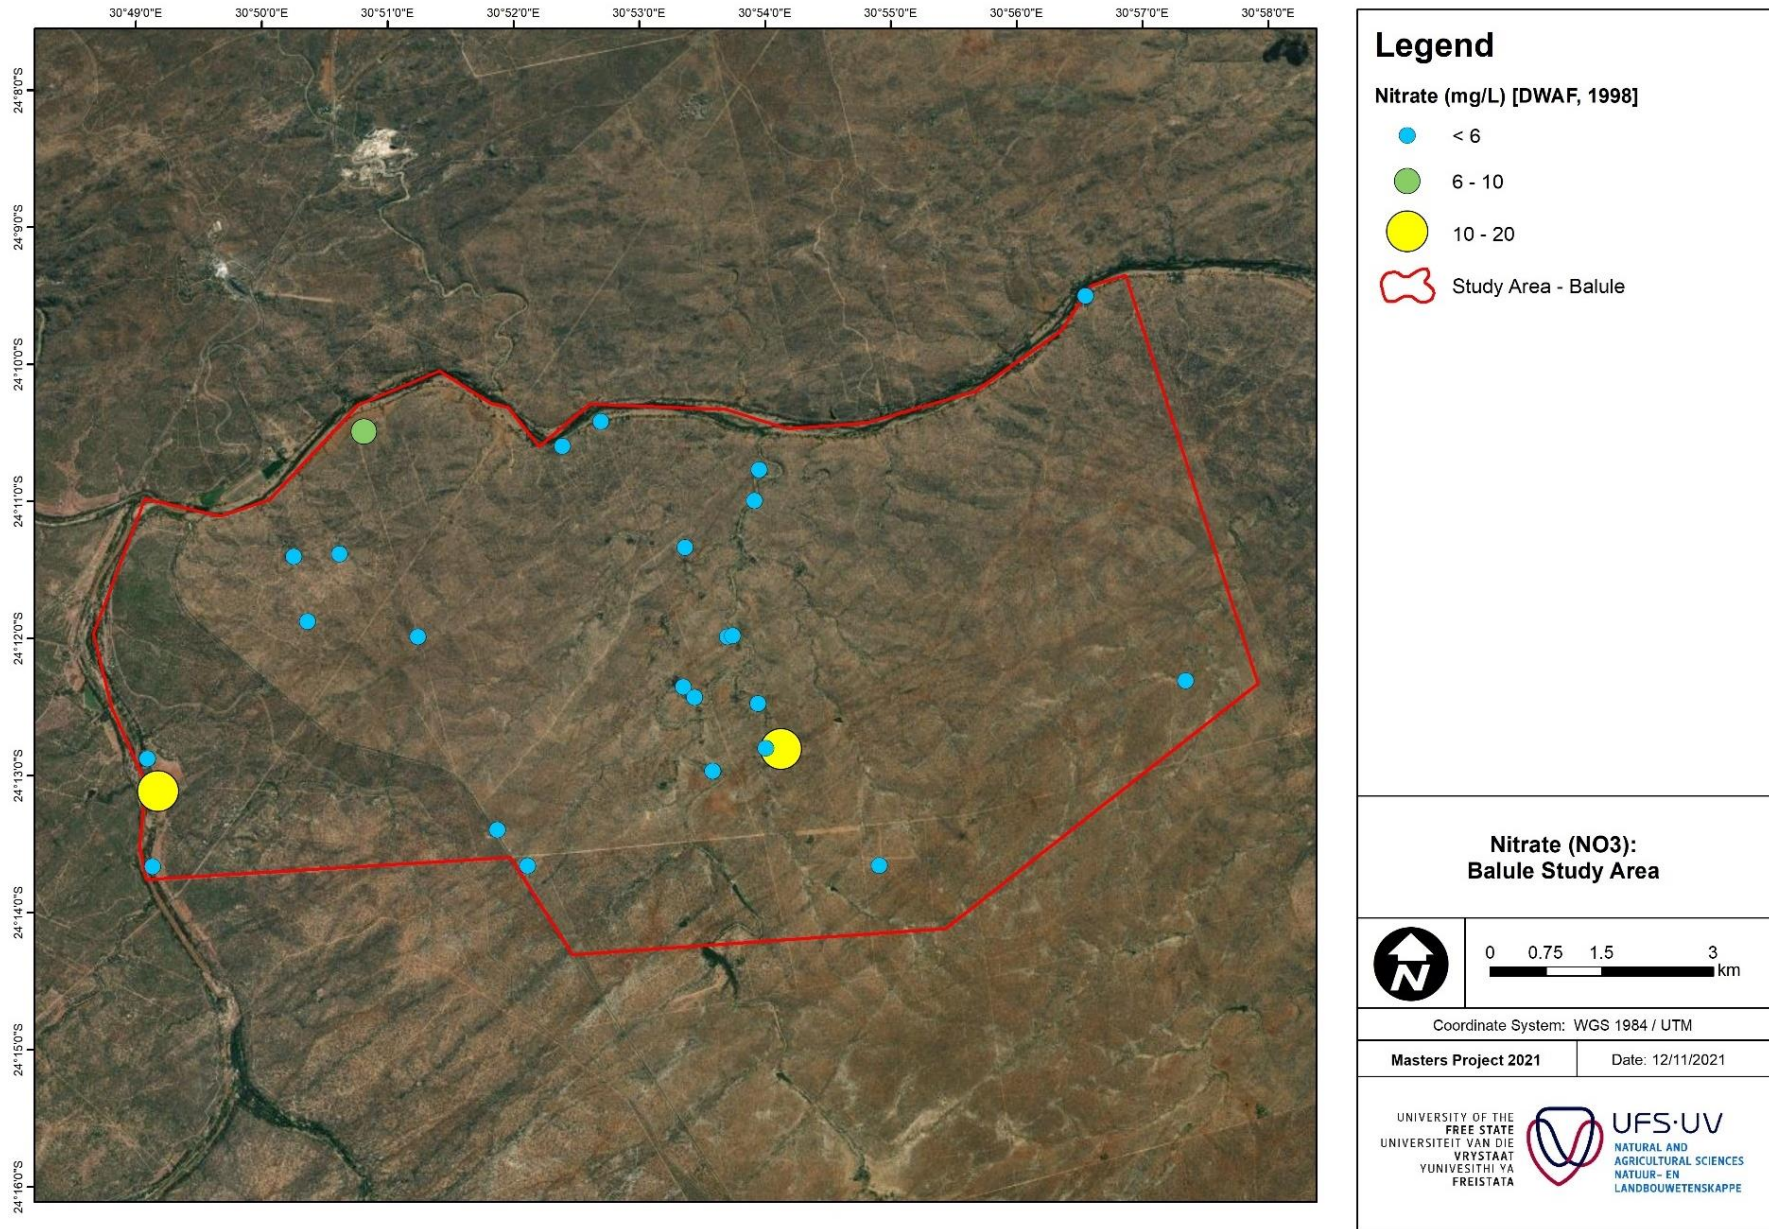 30°49'0"E 30°50'0"E 30°51'0"E 30°52'0"E 30°53'0"E 30°54'0"E 30°55'0"E 30°56'0"E 30°57'0"E 30°58'0"E
24°8'0"S
24°9'0"S
24°10'0"S
24°11'0"S
24°12'0"S
24°13'0"S
24°14'0"S
24°15'0"S
24°16'0"S
Legend
Nitrate (mg/L) [DWAF, 1998]
< 6
6 - 10
10 - 20
Study Area - Balule
Nitrate (NO3):
Balule Study Area
N
0 0.75 1.5 3
km
Coordinate System: WGS 1984 / UTM
Masters Project 2021
Date: 12/11/2021
UNIVERSITY OF THE
FREE STATE
UNIVERSITEIT VAN DIE
VRYSTAAT
YUNIVESITHI YA
FREISTATA
UFS·UV
NATURAL AND
AGRICULTURAL SCIENCES
NATUUR- EN
LANDBOUWETENSKAPPE